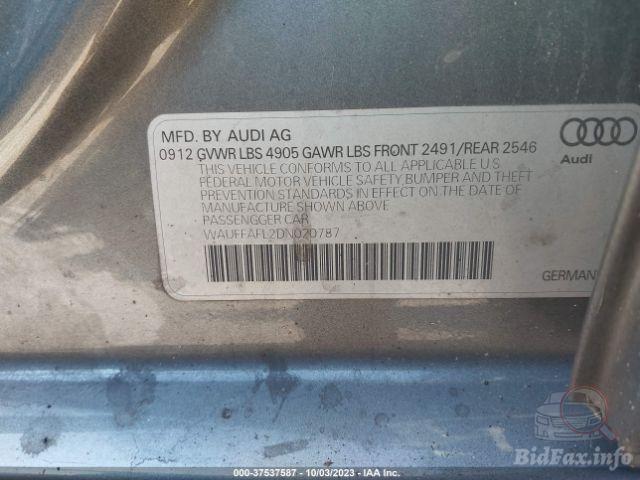 MFD. BY AUDI AG
0912 GVWR LBS 4905 GAWR LBS FRONT 2491/REAR 2546
THIS VEHICLE CONFORMS TO ALL APPLICABLE U.S
FEDERAL MOTOR VEHICLE SAFETY BUMPER AND THEFT
PREVENTION STANDARDS IN EFFECT ON THE DATE OF
MANUFACTURE SHOWN ABOVE
PASSENGGER CAR
WAUFFAFL2DN020787
Audi
GERMAN
BidFax.info
000-37537587 - 10/03/2023 - IAA Inc.